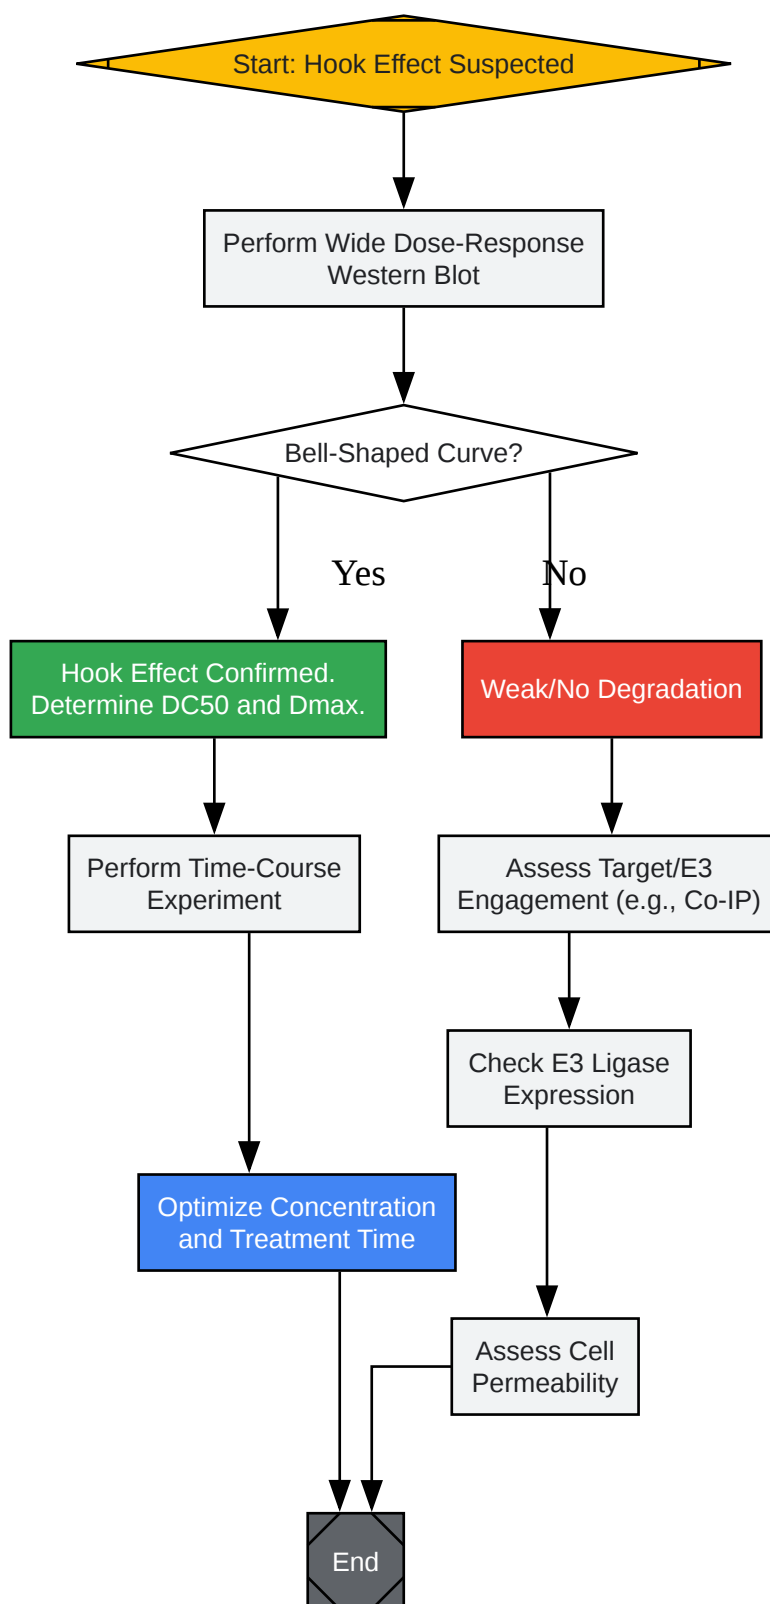 Start: Hook Effect Suspected
Perform Wide Dose-Response
Western Blot
Bell-Shaped Curve?
Yes
No
Hook Effect Confirmed.
Determine DC50 and Dmax.
Weak/No Degradation
Perform Time-Course
Experiment
Assess Target/E3
Engagement (e.g., Co-IP)
Check E3 Ligase
Expression
Optimize Concentration
and Treatment Time
Assess Cell
Permeability
End